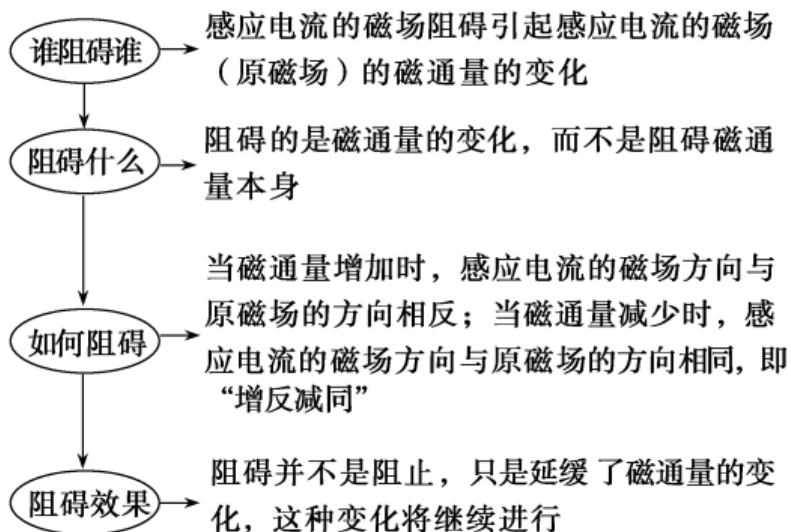 谁阻碍谁
感应电流的磁场阻碍引起感应电流的磁场
（原磁场）的磁通量的变化
阻碍什么
阻碍的是磁通量的变化，而不是阻碍磁通
量本身
如何阻碍
当磁通量增加时，感应电流的磁场方向与
原磁场的方向相反；当磁通量减少时，感
应电流的磁场方向与原磁场的方向相同，即
“增反减同”
阻碍效果
阻碍并不是阻止，只是延缓了磁通量的变
化，这种变化将继续进行